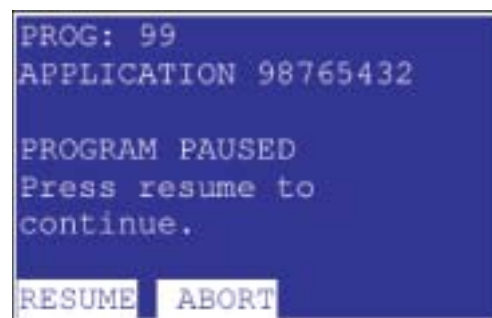 PROG: 99
APPLICATION 98765432
PROGRAM PAUSED
Press resume to
continue.
RESUME ABORT